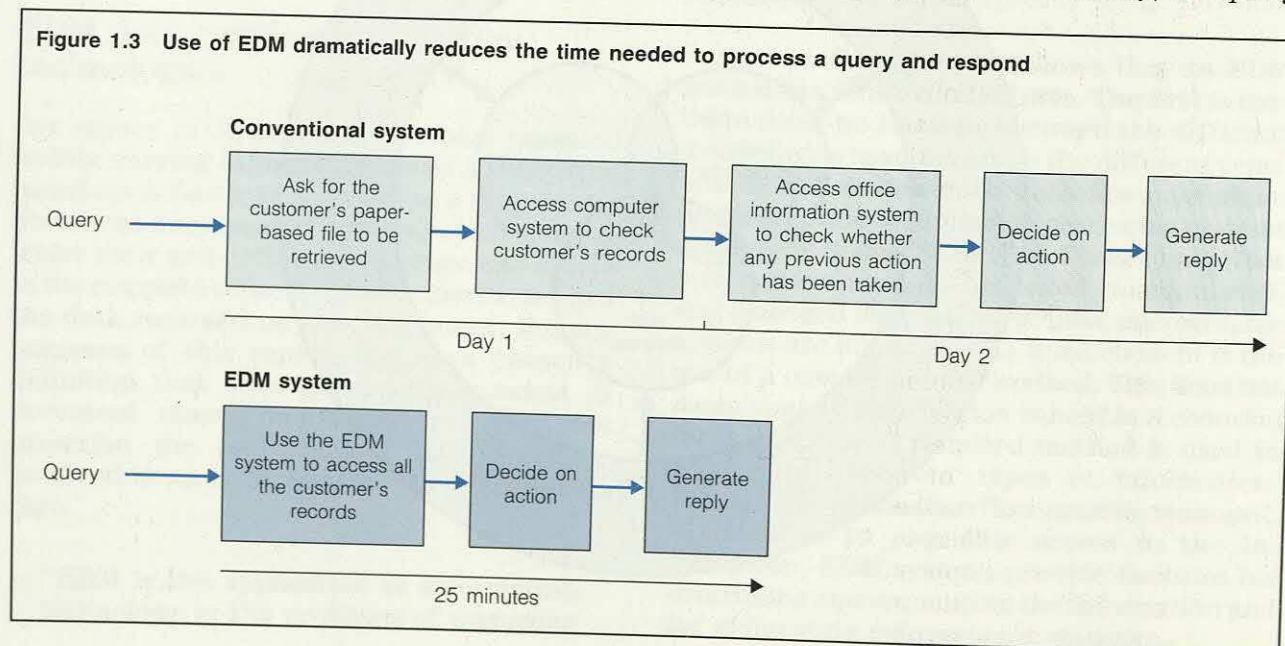 Figure 1.3 Use of EDM dramatically reduces the time needed to process a query and respond
Conventional system
Query
Ask for the
customer's paper-
based file to be
retrieved
Access computer
system to check
customer's records
Access office
information system
to check whether
any previous action
has been taken
Decide on
action
Generate
reply
Day 1
Day 2
EDM system
Query
Use the EDM
system to access all
the customer's
records
Decide on
action
Generate
reply
25 minutes